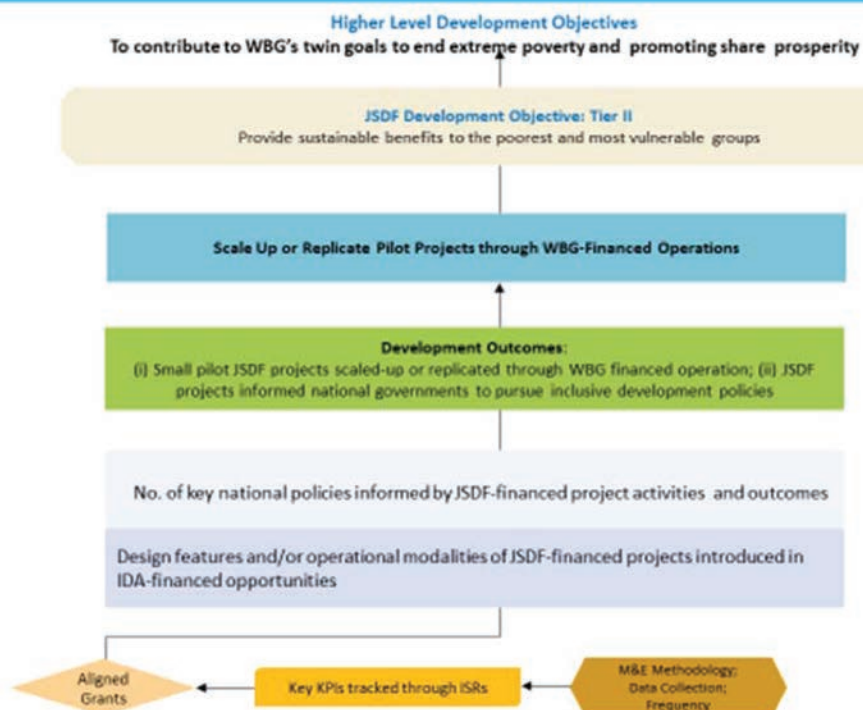 Higher Level Development Objectives
To contribute to WBG's twin goals to end extreme poverty and promoting share prosperity
JSDF Development Objective: Tier II
Provide sustainable benefits to the poorest and most vulnerable groups
Scale Up or Replicate Pilot Projects through WBG-Financed Operations
Development Outcomes:
(i) Small pilot JSDF projects scaled-up or replicated through WBG financed operation; (ii) JSDF
projects informed national governments to pursue inclusive development policies
No. of key national policies informed by JSDF-financed project activities and outcomes
Design features and/or operational modalities of JSDF-financed projects introduced in
IDA-financed opportunities
Aligned
Grants
Key KPIs tracked through ISRs
M&E Methodology;
Data Collection;
Frequency